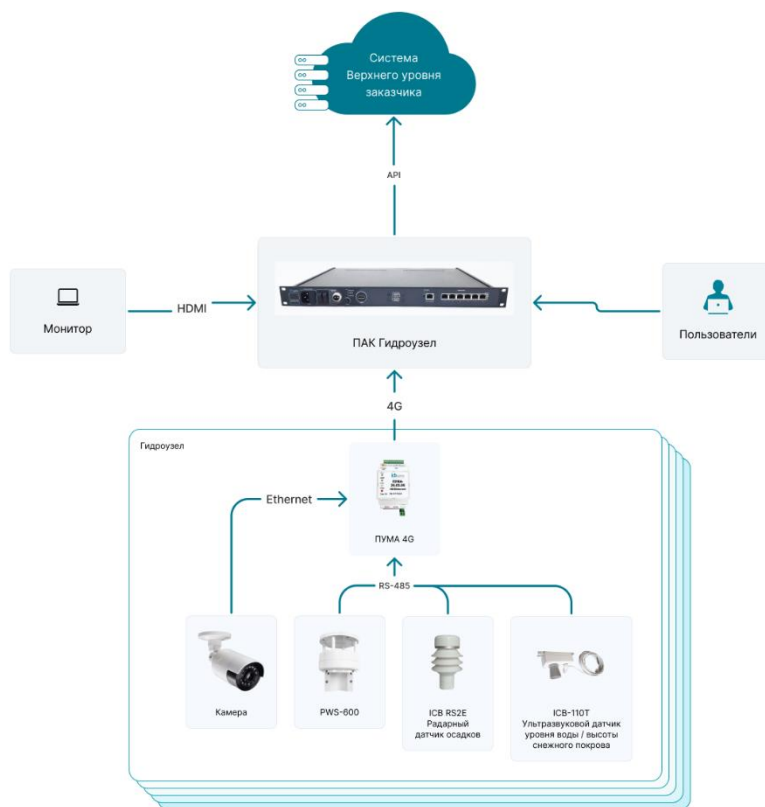 Система
Верхнего уровня
заказчика
API
Монитор
HDMI
ПАК Гидроузел
Пользователи
4G
Гидроузел
Ethernet
ПУМА 4G
RS-485
Камера
PWS-600
ICB RS2E
Радарный
датчик осадков
ICB-110T
Ультразвуковой датчик
уровня воды / высоты
снежного покрова